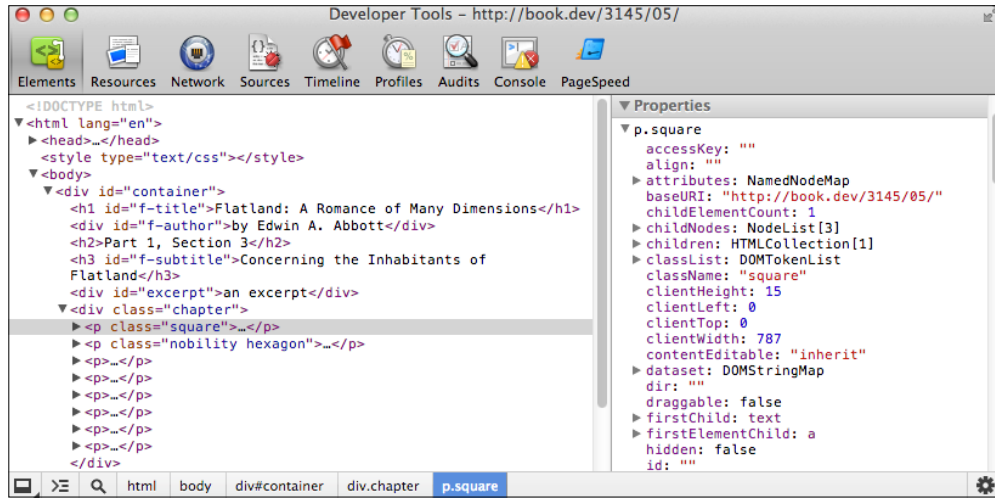 Developer Tools – http://book.dev/3145/05/
Elements Resources Network Sources Timeline Profiles Audits Console PageSpeed
<!DOCTYPE html>
▼<html lang="en">
▶<head>…</head>
<style type="text/css"></style>
▼<body>
▼<div id="container">
<h1 id="f-title">Flatland: A Romance of Many Dimensions</h1>
<div id="f-author">by Edwin A. Abbott</div>
<h2>Part 1, Section 3</h2>
<h3 id="f-subtitle">Concerning the Inhabitants of
Flatland</h3>
<div id="excerpt">an excerpt</div>
▼<div class="chapter">
▶<p class="square">…</p>
▶<p class="nobility hexagon">…</p>
▶<p>…</p>
▶<p>…</p>
▶<p>…</p>
▶<p>…</p>
▶<p>…</p>
▶<p>…</p>
</div>
▼ Properties
▼p.square
accessKey: ""
align: ""
▶ attributes: NamedNodeMap
baseURI: "http://book.dev/3145/05/"
childElementCount: 1
▶ childNodes: NodeList[3]
▶ children: HTMLCollection[1]
▶ classList: DOMTokenList
className: "square"
clientHeight: 15
clientLeft: 0
clientTop: 0
clientWidth: 787
contentEditable: "inherit"
▶ dataset: DOMStringMap
dir: ""
draggable: false
▶ firstChild: text
▶ firstElementChild: a
hidden: false
id: ""
html body div#container div.chapter p.square